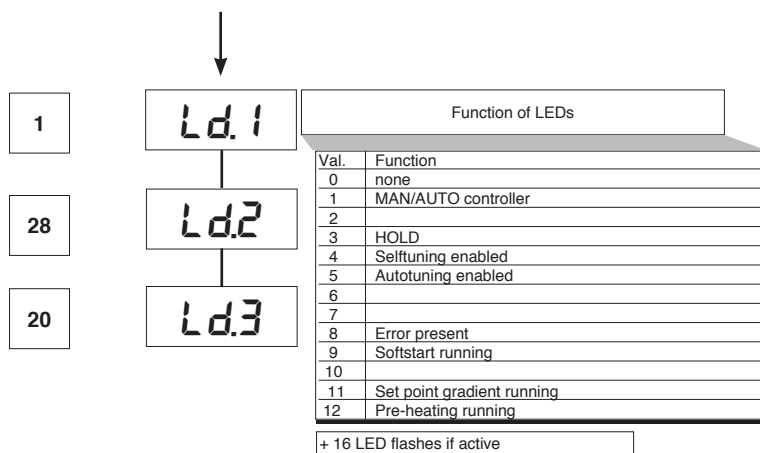 1
Ld.1
Function of LEDs
Val. Function
0 none
1 MAN/AUTO controller
2
28
Ld.2
3 HOLD
4 Selftuning enabled
5 Autotuning enabled
6
20
Ld.3
7
8 Error present
9 Softstart running
10
11 Set point gradient running
12 Pre-heating running
+ 16 LED flashes if active